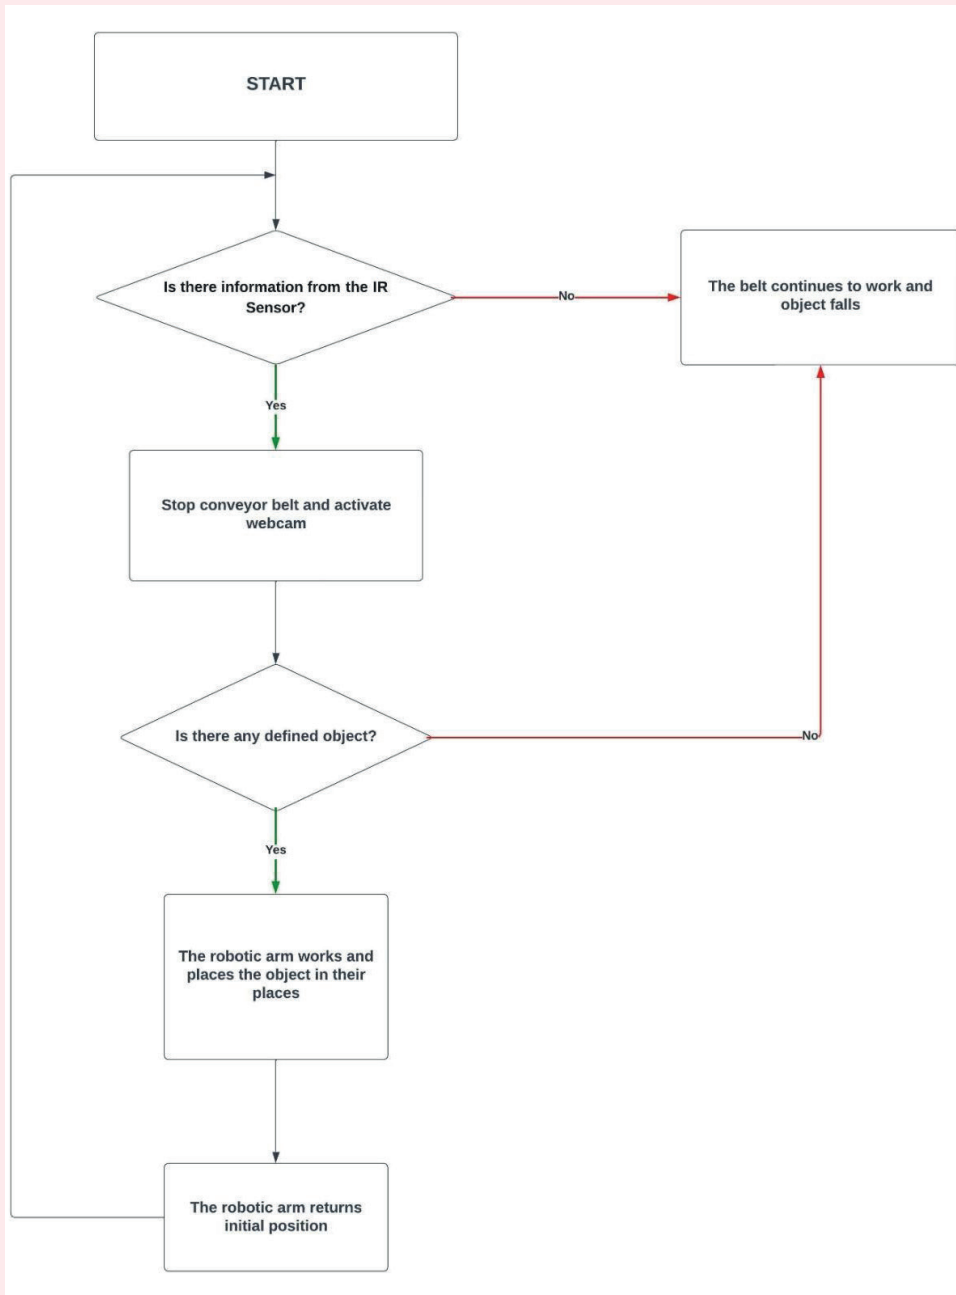 START
Is there information from the IR
Sensor?
No
The belt continues to work and
object falls
Yes
Stop conveyor belt and activate
webcam
Is there any defined object?
No
Yes
The robotic arm works and
places the object in their
places
The robotic arm returns
initial position